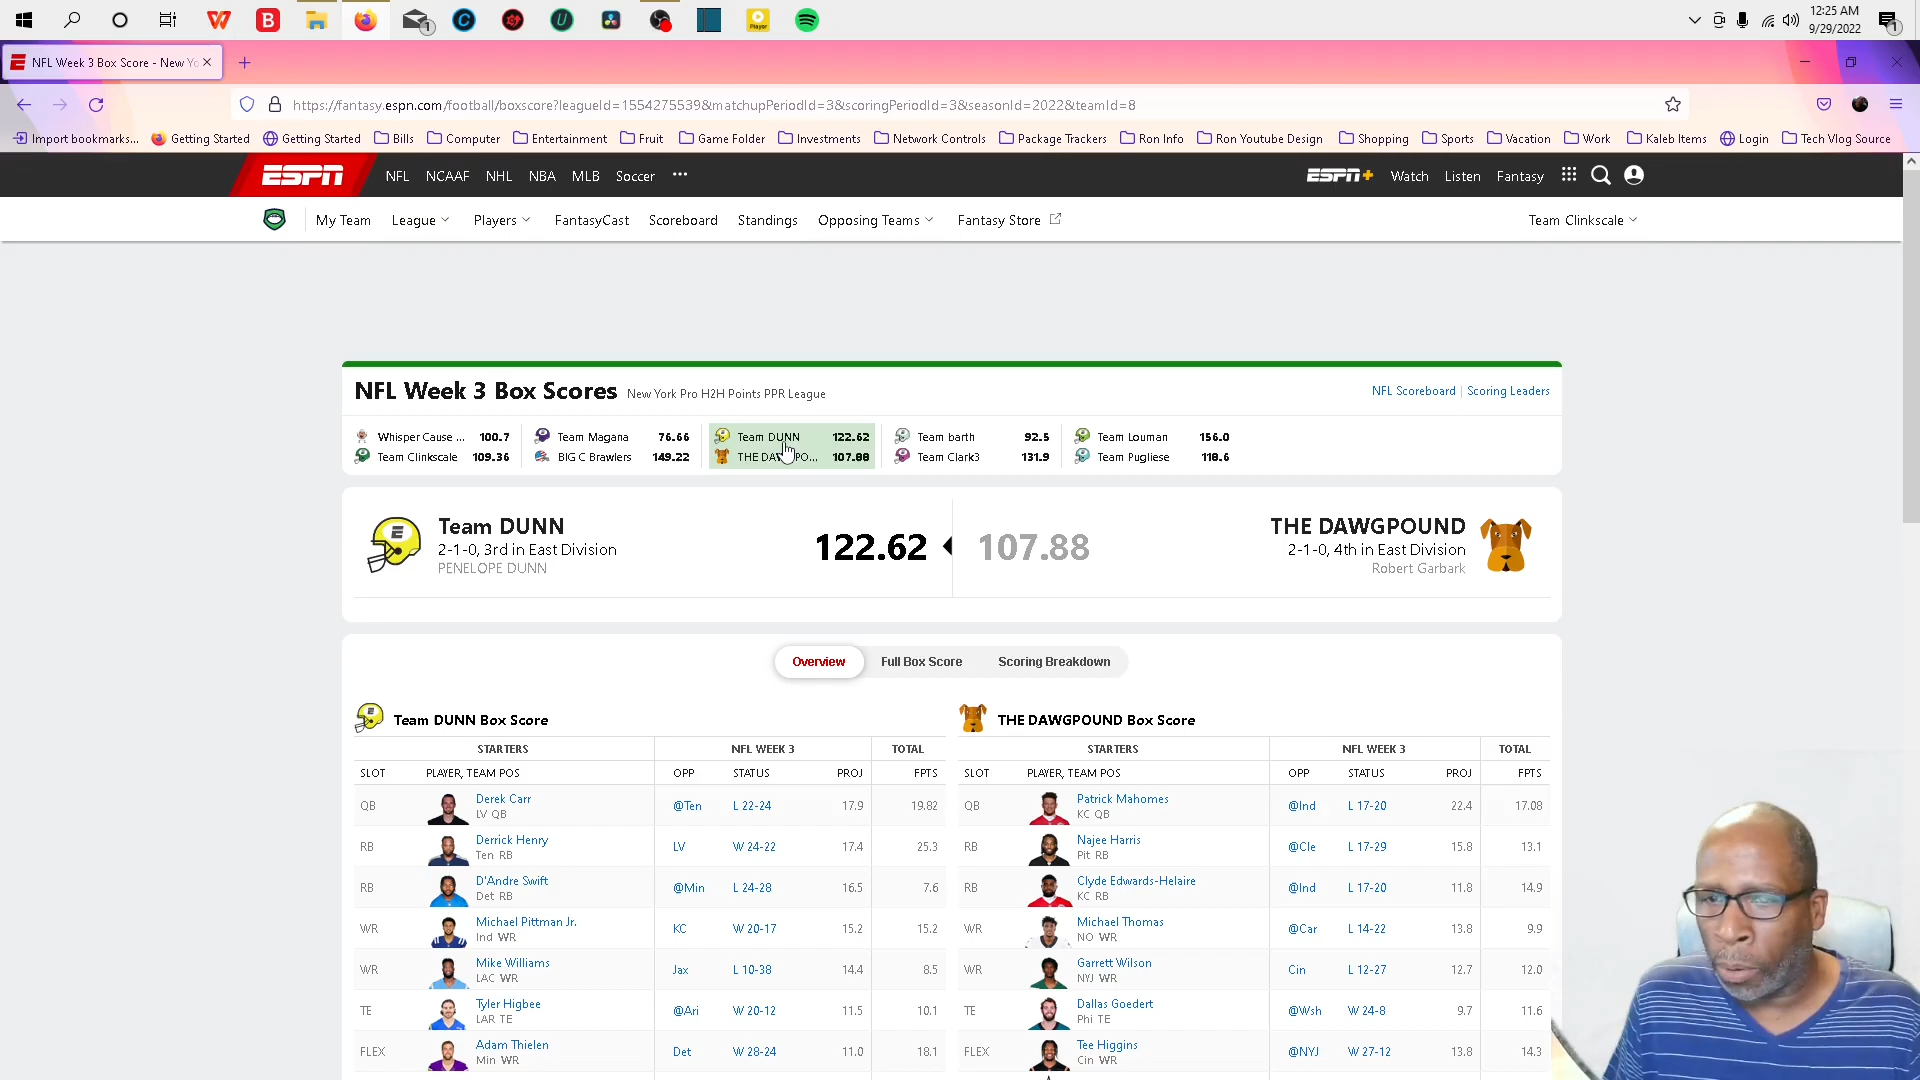 12:25 AM
9/29/2022
1
1
NFL Week 3 Box Score - New Yo
https://fantasy.espn.com/football/boxscore?leagueId=1554275539&matchupPeriodId=3&scoringPeriodId=3&seasonId=2022&teamId=8
Import bookmarks... Getting Started Getting Started Bills Computer Entertainment Fruit Game Folder Investments Network Controls Package Trackers Ron Info Ron Youtube Design Shopping Sports Vacation Work Kaleb Items Login Tech Vlog Source
ESPN NFL NCAAF NHL NBA MLB Soccer ••• ESPN+ Watch Listen Fantasy
My Team League Players FantasyCast Scoreboard Standings Opposing Teams Fantasy Store Team Clinkscale
NFL Week 3 Box Scores New York Pro H2H Points PPR League NFL Scoreboard | Scoring Leaders
Whisper Cause ... 100.7 Team Magana 76.66 Team DUNN 122.62 Team barth 92.5 Team Louman 156.0
Team Clinkscale 109.36 BIG C Brawlers 149.22 THE DAWGPO... 107.88 Team Clark3 131.9 Team Pugliese 118.6
Team DUNN
2-1-0, 3rd in East Division
PENELOPE DUNN
122.62 107.88
THE DAWGPOUND
2-1-0, 4th in East Division
Robert Garbark
Overview Full Box Score Scoring Breakdown
Team DUNN Box Score
STARTERS NFL WEEK 3 TOTAL
SLOT PLAYER, TEAM POS OPP STATUS PROJ FPTS
QB Derek Carr LV QB @Ten L 22-24 17.9 19.82
RB Derrick Henry Ten RB LV W 24-22 17.4 25.3
RB D'Andre Swift Det RB @Min L 24-28 16.5 7.6
WR Michael Pittman Jr. Ind WR KC W 20-17 15.2 15.2
WR Mike Williams LAC WR Jax L 10-38 14.4 8.5
TE Tyler Higbee LAR TE @Ari W 20-12 11.5 10.1
FLEX Adam Thielen Min WR Det W 28-24 11.0 18.1
THE DAWGPOUND Box Score
STARTERS NFL WEEK 3 TOTAL
SLOT PLAYER, TEAM POS OPP STATUS PROJ FPTS
QB Patrick Mahomes KC QB @Ind L 17-20 22.4 17.08
RB Najee Harris Pit RB @Cle L 17-29 15.8 13.1
RB Clyde Edwards-Helaire KC RB @Ind L 17-20 11.8 14.9
WR Michael Thomas NO WR @Car L 14-22 13.8 9.9
WR Garrett Wilson NYJ WR Cin L 12-27 12.7 12.0
TE Dallas Goedert Phi TE @Wsh W 24-8 9.7 11.6
FLEX Tee Higgins Cin WR @NYJ W 27-12 13.8 14.3